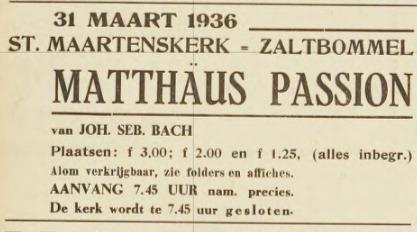 31 MAART 1936
ST. MAARTENSKERK = ZALTBOMMEL
MATTHÄUS PASSION
van JOH. SEB. BACH
Plaatsen: f 3,00; f 2.00 en f 1.25, (alles inbegr.)
Alom verkrijgbaar, zie folders en affiches.
AANVANG 7.45 UUR nam. precies.
De kerk wordt te 7.45 uur gesloten.